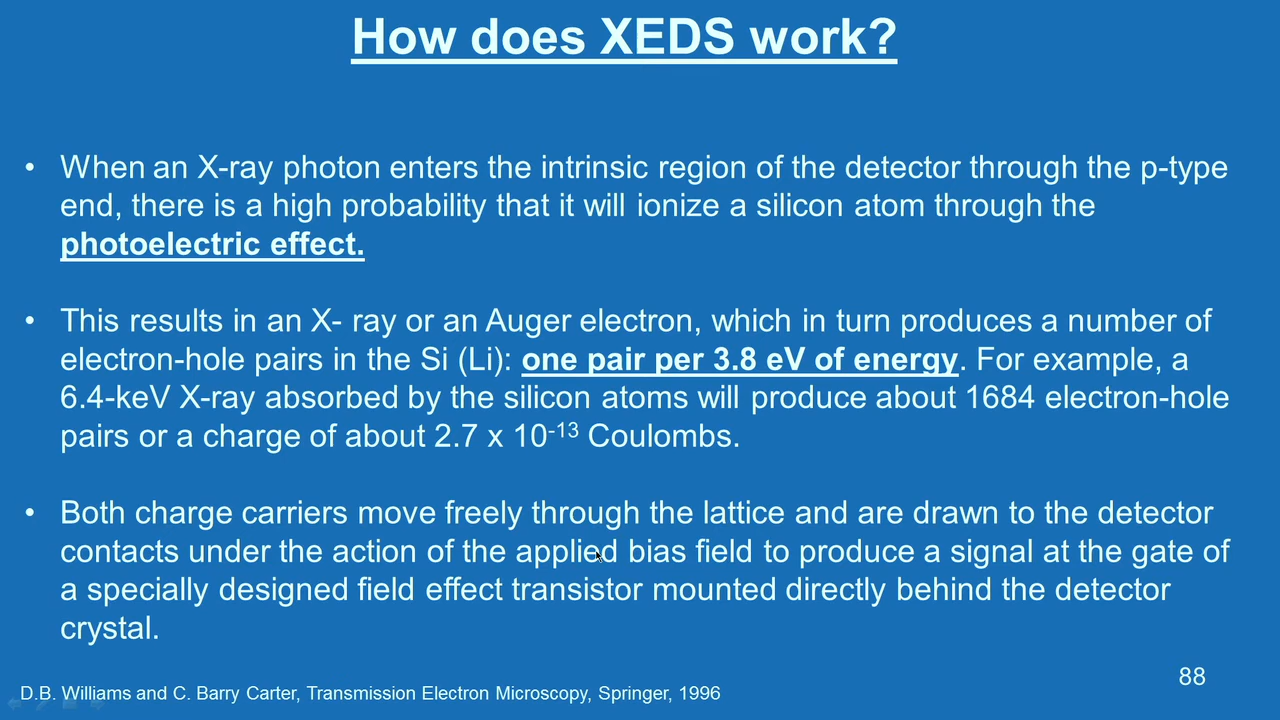 How does XEDS work?
• When an X-ray photon enters the intrinsic region of the detector through the p-type
end, there is a high probability that it will ionize a silicon atom through the
photoelectric effect.
• This results in an X- ray or an Auger electron, which in turn produces a number of
electron-hole pairs in the Si (Li): one pair per 3.8 eV of energy. For example, a
6.4-keV X-ray absorbed by the silicon atoms will produce about 1684 electron-hole
pairs or a charge of about 2.7 x 10⁻¹³ Coulombs.
• Both charge carriers move freely through the lattice and are drawn to the detector
contacts under the action of the applied bias field to produce a signal at the gate of
a specially designed field effect transistor mounted directly behind the detector
crystal.
88
D.B. Williams and C. Barry Carter, Transmission Electron Microscopy, Springer, 1996